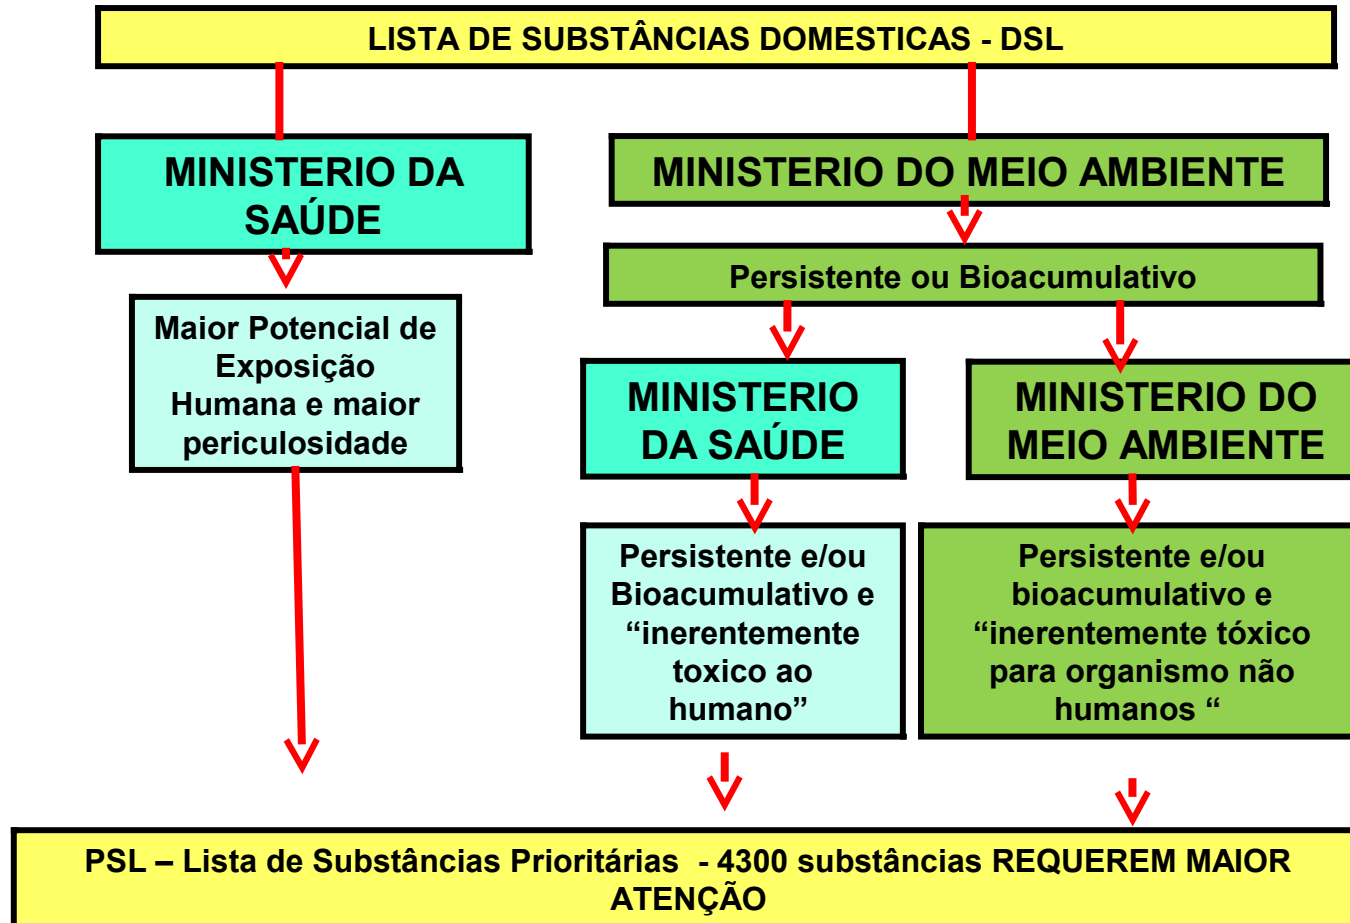 LISTA DE SUBSTÂNCIAS DOMESTICAS - DSL
MINISTERIO DA
SAÚDE
MINISTERIO DO MEIO AMBIENTE
Persistente ou Bioacumulativo
Maior Potencial de
Exposição
Humana e maior
periculosidade
MINISTERIO
DA SAÚDE
MINISTERIO DO
MEIO AMBIENTE
Persistente e/ou
Bioacumulativo e
“inerentemente
toxico ao
humano”
Persistente e/ou
bioacumulativo e
“inerentemente tóxico
para organismo não
humanos “
PSL – Lista de Substâncias Prioritárias - 4300 substâncias REQUEREM MAIOR
ATENÇÃO